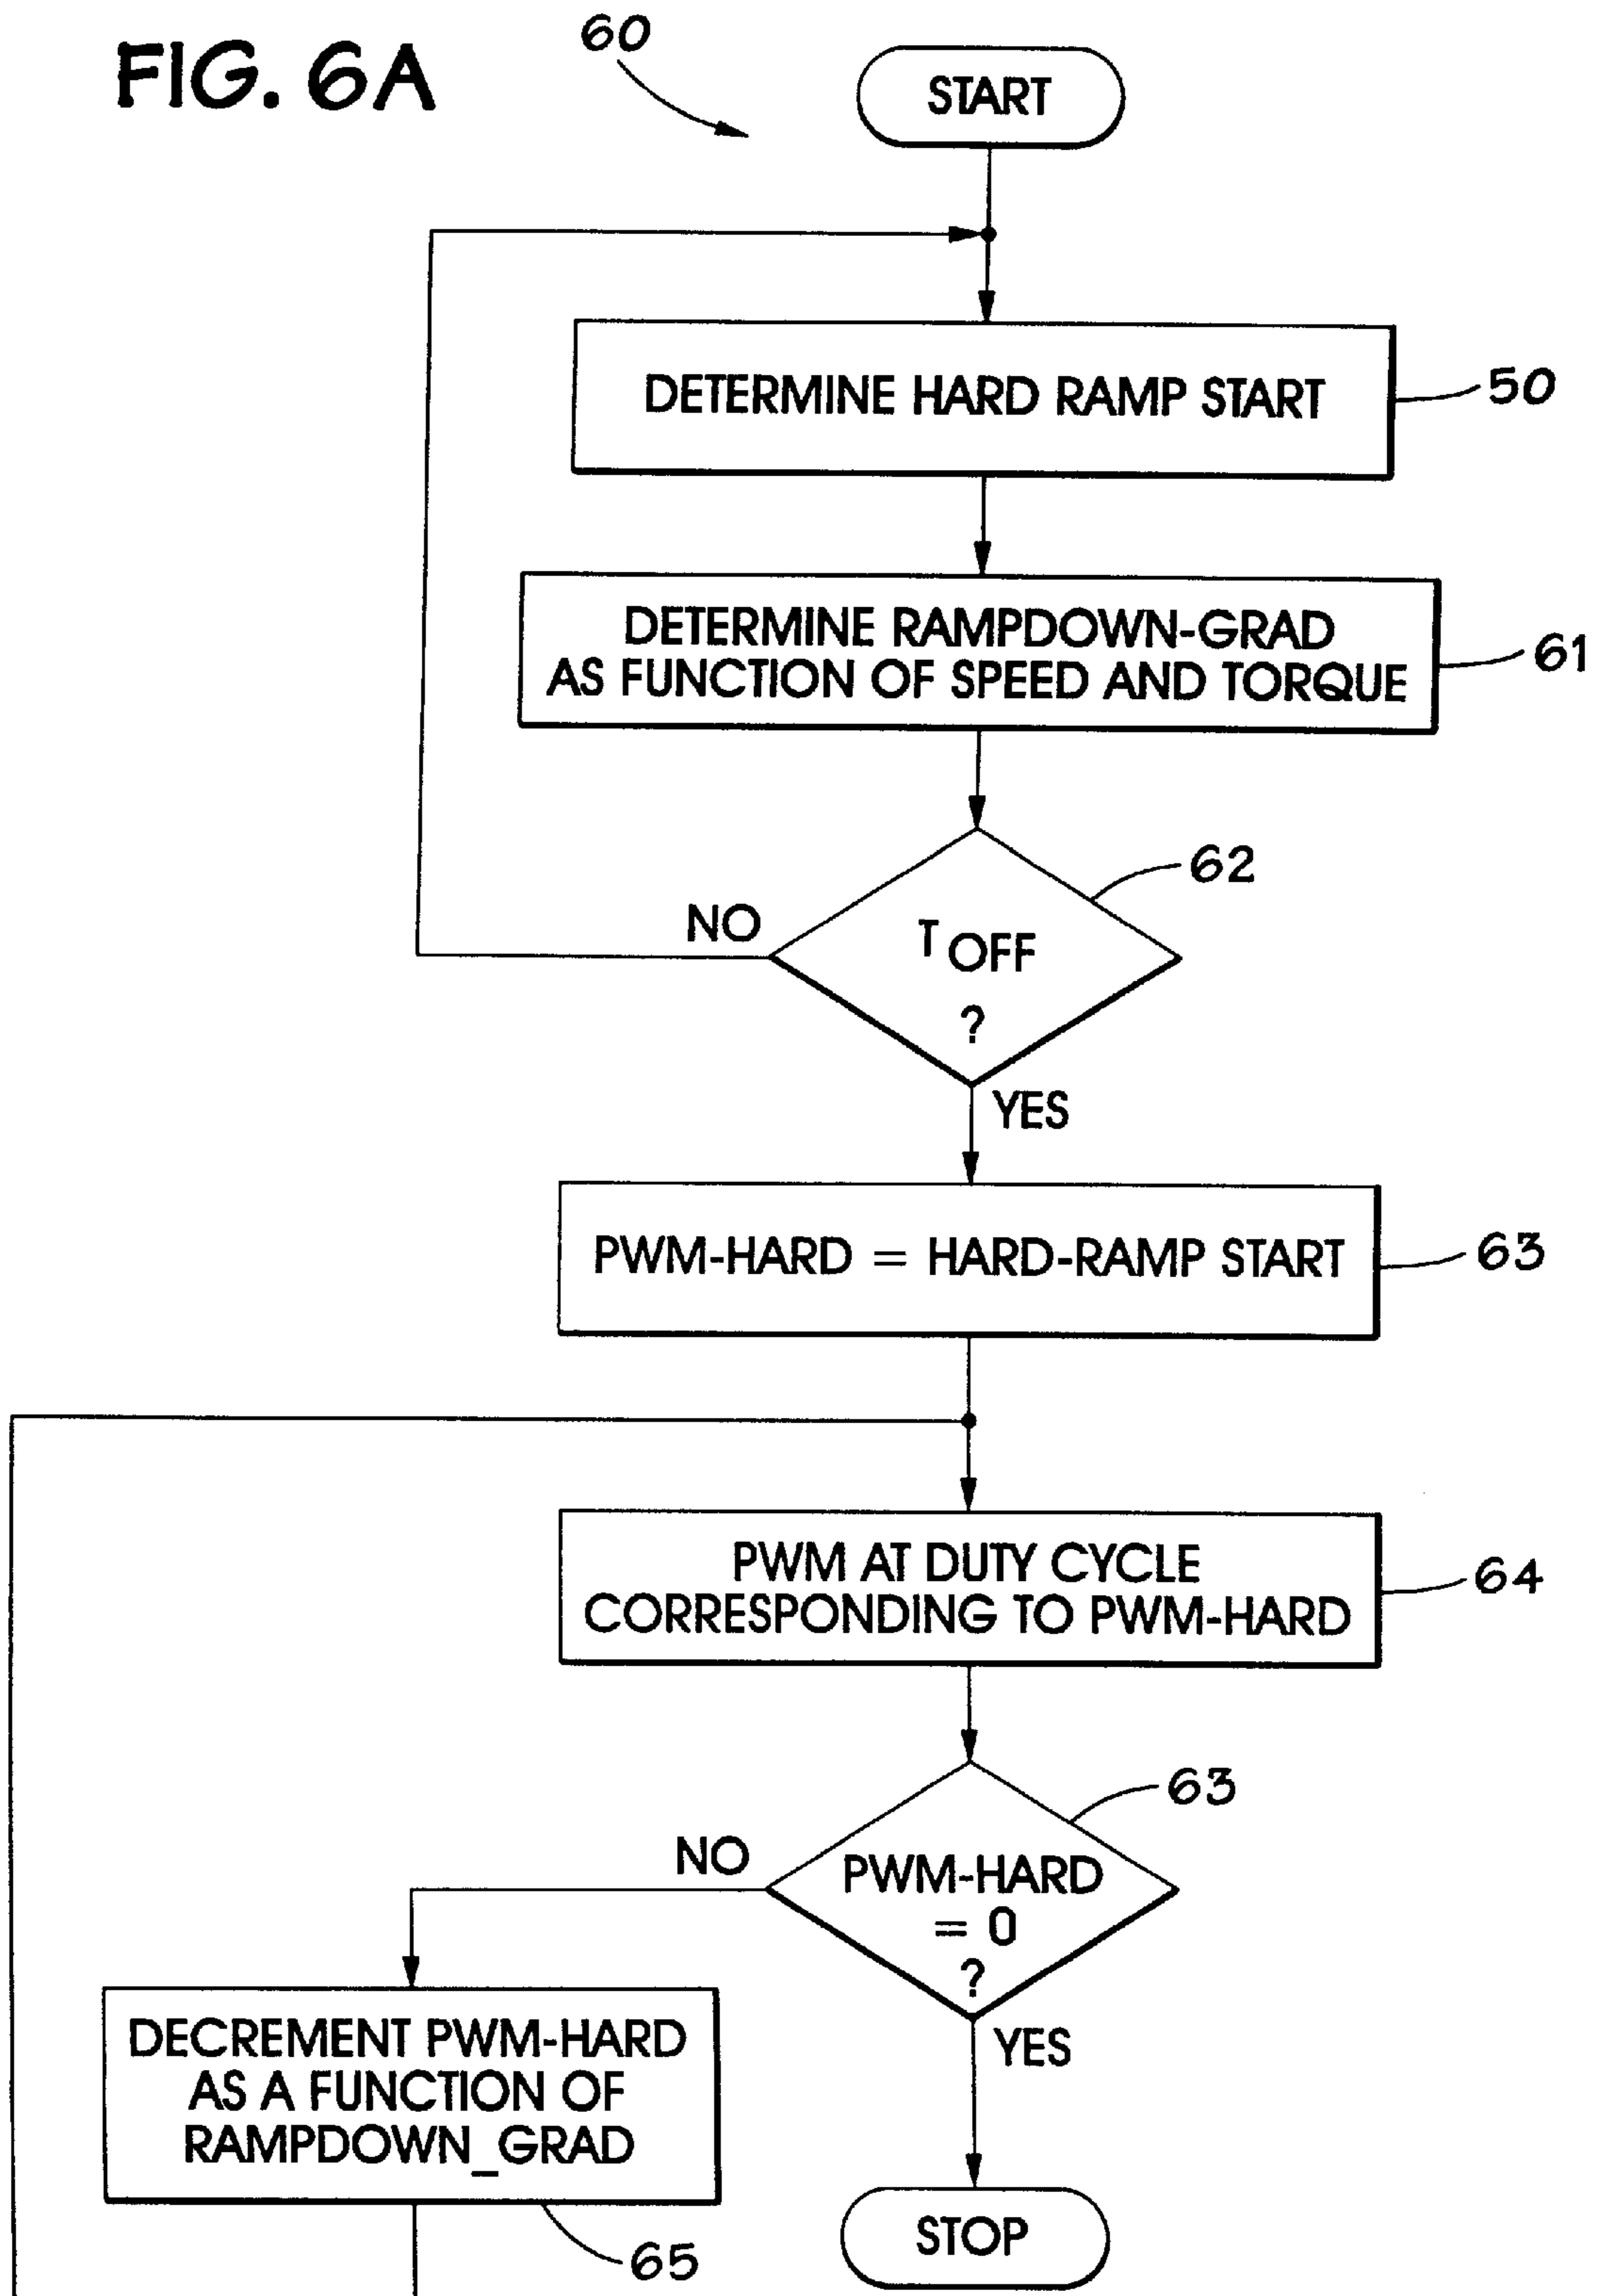 FIG. 6A
60
START
DETERMINE HARD RAMP START
50
DETERMINE RAMPDOWN-GRAD
AS FUNCTION OF SPEED AND TORQUE
61
62
NO
T OFF
?
YES
PWM-HARD = HARD-RAMP START
63
PWM AT DUTY CYCLE
CORRESPONDING TO PWM-HARD
64
63
NO
PWM-HARD
= 0
?
YES
DECREMENT PWM-HARD
AS A FUNCTION OF
RAMPDOWN_GRAD
65
STOP